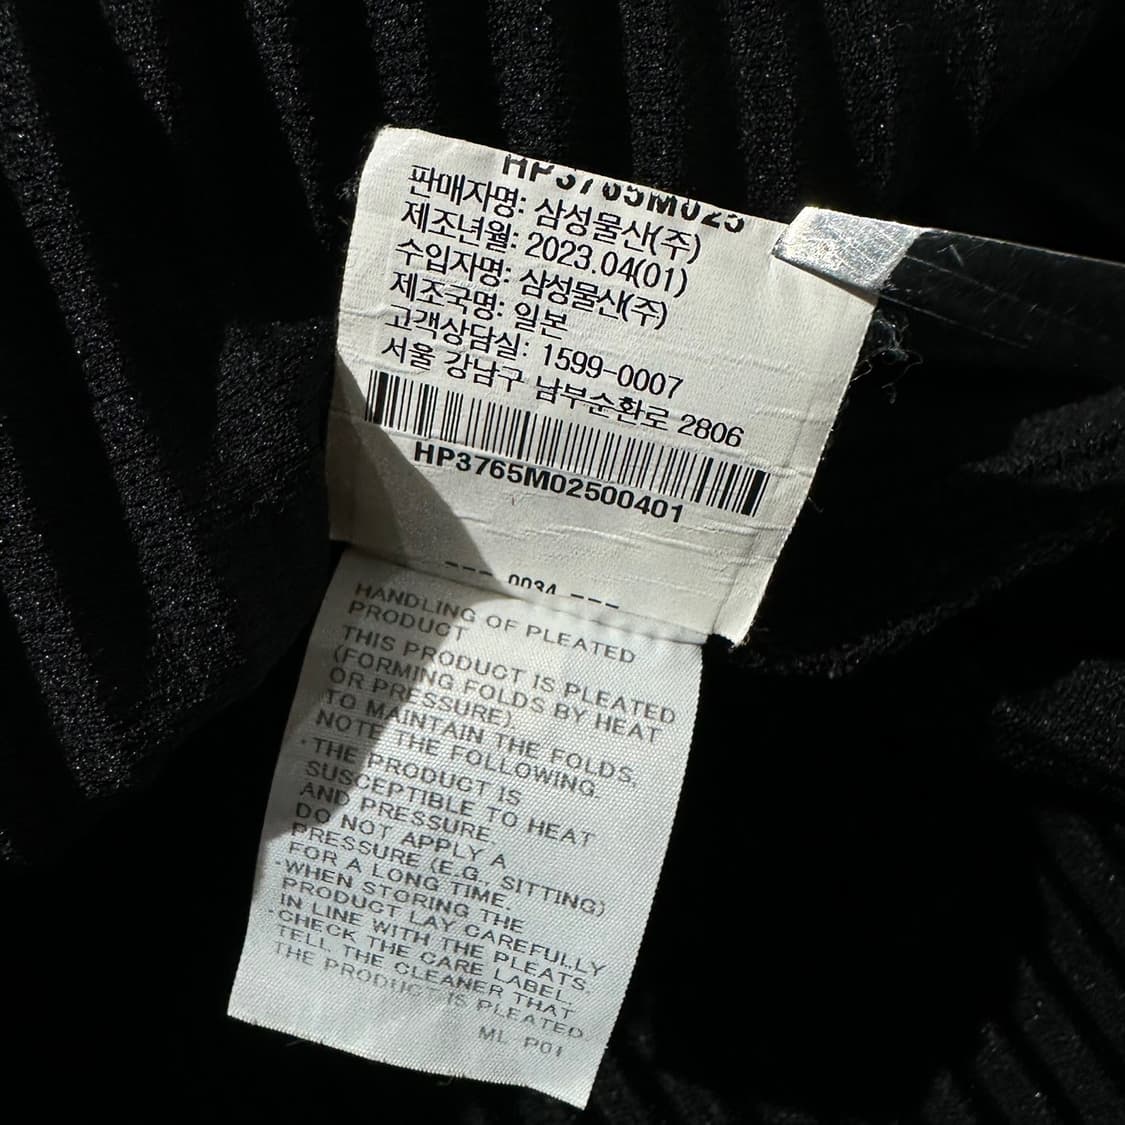 HP3765M025
판매자명: 삼성물산(주)
제조년월: 2023.04(01)
수입자명: 삼성물산(주)
제조국명: 일본
고객상담실: 1599-0007
서울 강남구 남부순환로 2806
HP3765M02500401
--- 0034 ---
HANDLING OF PLEATED
PRODUCT
THIS PRODUCT IS PLEATED
(FORMING FOLDS BY HEAT
OR PRESSURE).
TO MAINTAIN THE FOLDS,
NOTE THE FOLLOWING.
·THE PRODUCT IS
SUSCEPTIBLE TO HEAT
AND PRESSURE.
DO NOT APPLY A
PRESSURE (E.G., SITTING)
FOR A LONG TIME.
·WHEN STORING THE
PRODUCT LAY CAREFULLY
IN LINE WITH THE PLEATS.
·CHECK THE CARE LABEL,
TELL THE CLEANER THAT
THE PRODUCT IS PLEATED
ML P01